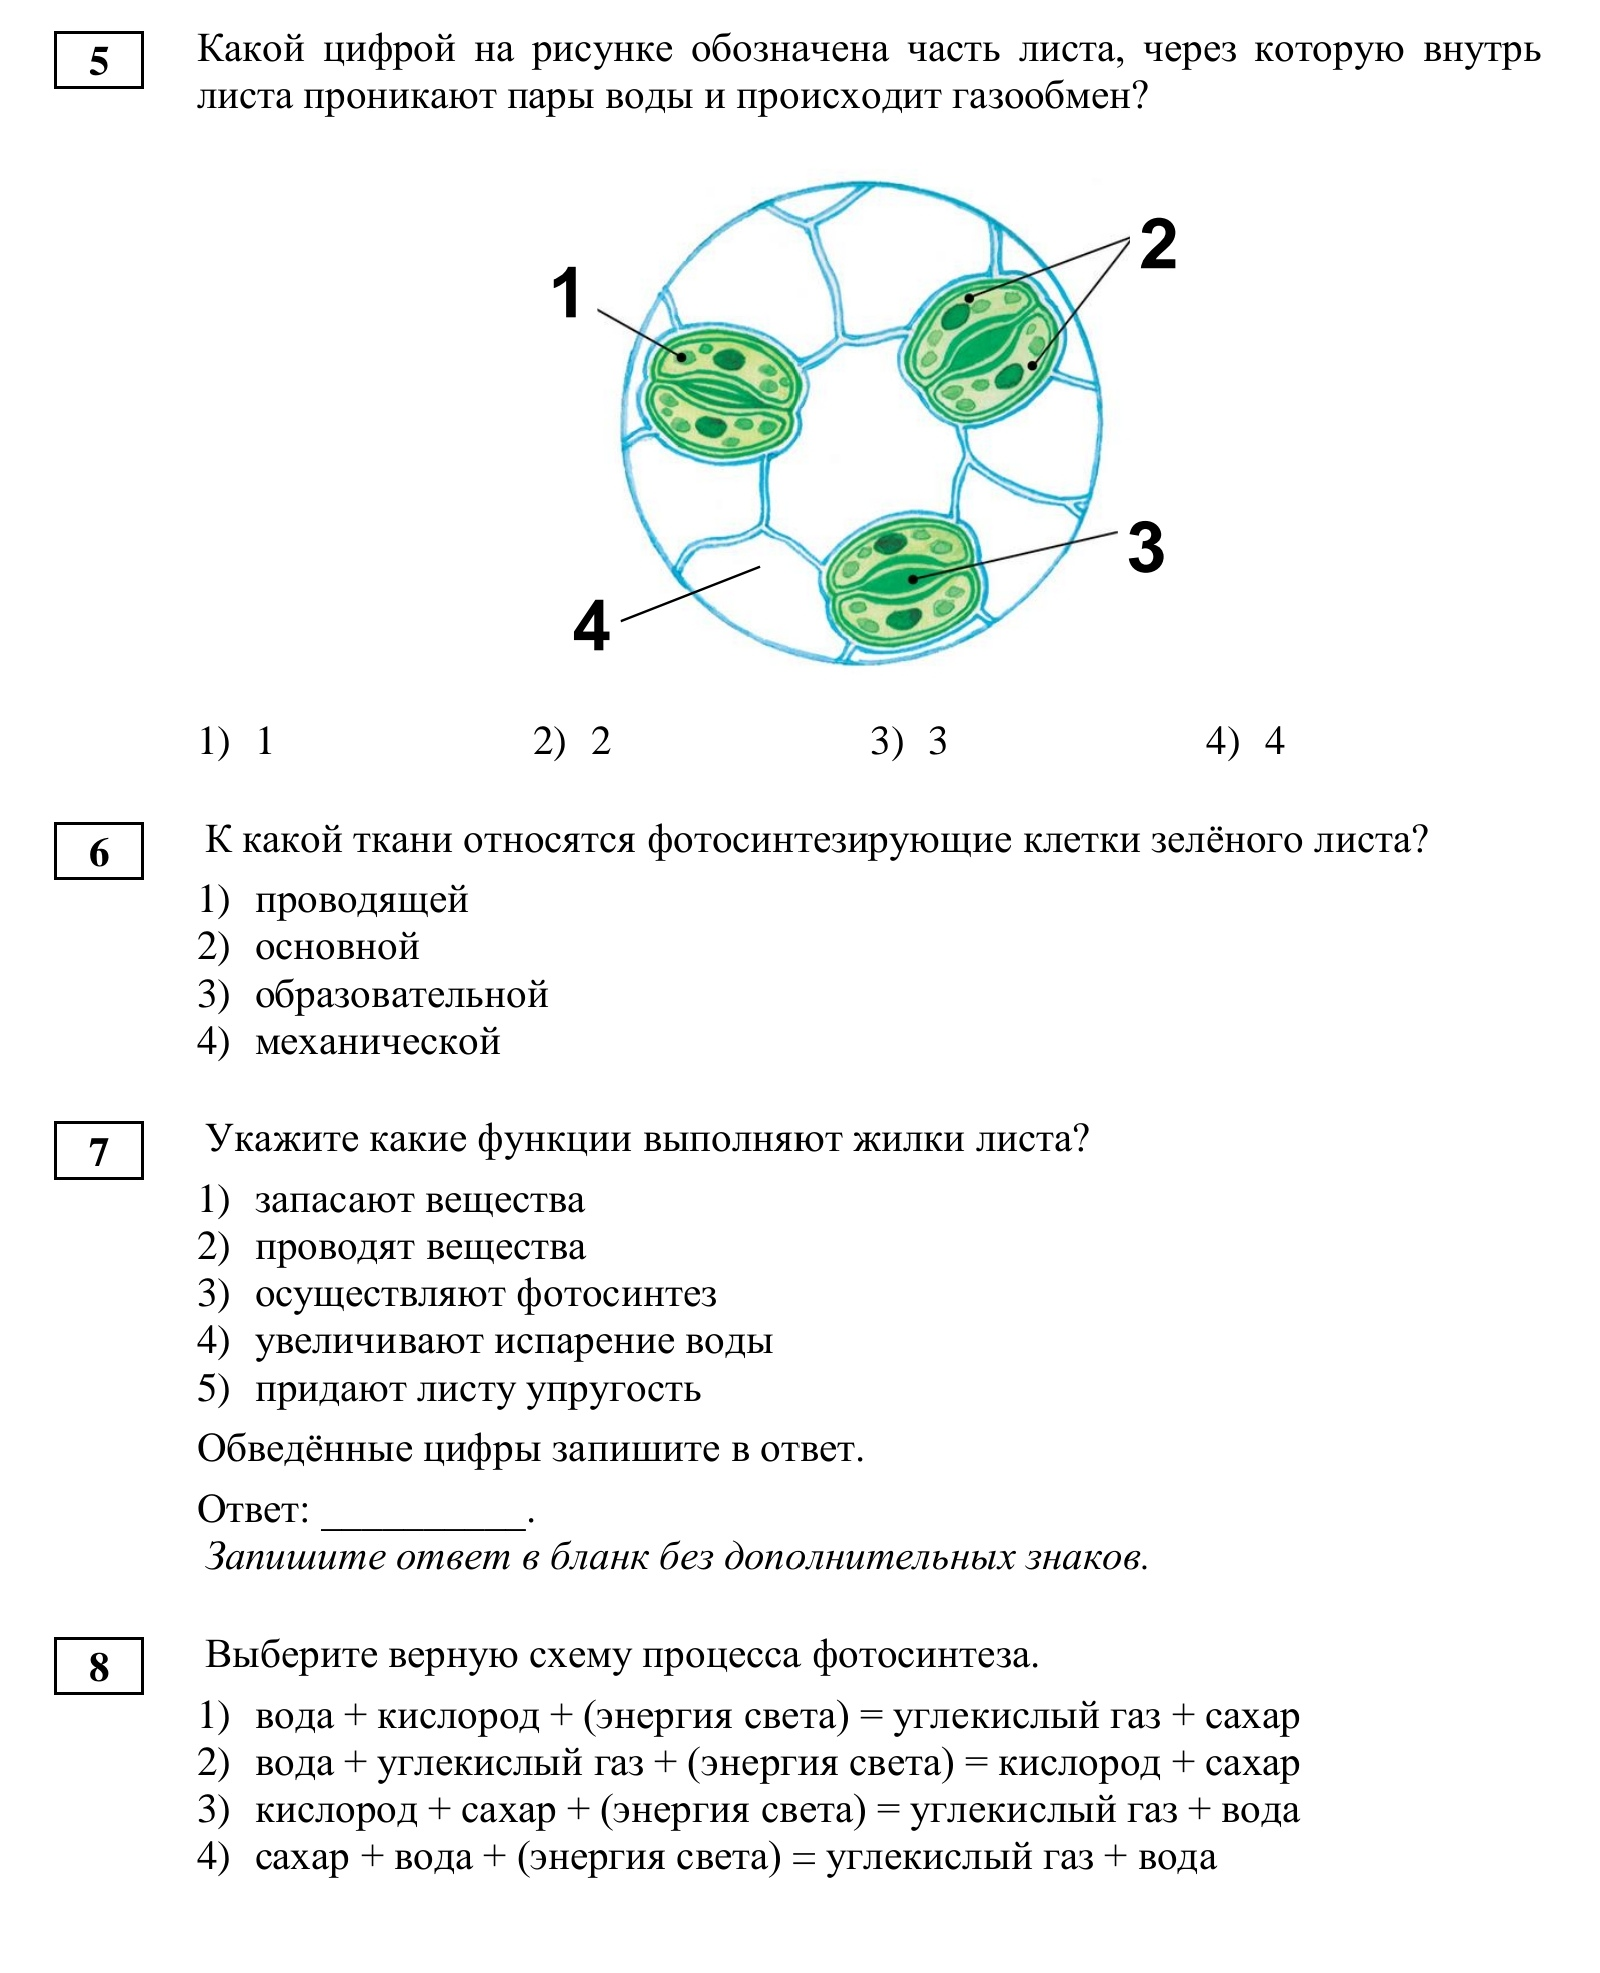 5
Какой цифрой на рисунке обозначена часть листа, через которую внутрь
листа проникают пары воды и происходит газообмен?
1
2
3
4
1) 1 2) 2 3) 3 4) 4
6
К какой ткани относятся фотосинтезирующие клетки зелёного листа?
1) проводящей
2) основной
3) образовательной
4) механической
7
Укажите какие функции выполняют жилки листа?
1) запасают вещества
2) проводят вещества
3) осуществляют фотосинтез
4) увеличивают испарение воды
5) придают листу упругость
Обведённые цифры запишите в ответ.
Ответ: __________.
Запишите ответ в бланк без дополнительных знаков.
8
Выберите верную схему процесса фотосинтеза.
1) вода + кислород + (энергия света) = углекислый газ + сахар
2) вода + углекислый газ + (энергия света) = кислород + сахар
3) кислород + сахар + (энергия света) = углекислый газ + вода
4) сахар + вода + (энергия света) = углекислый газ + вода